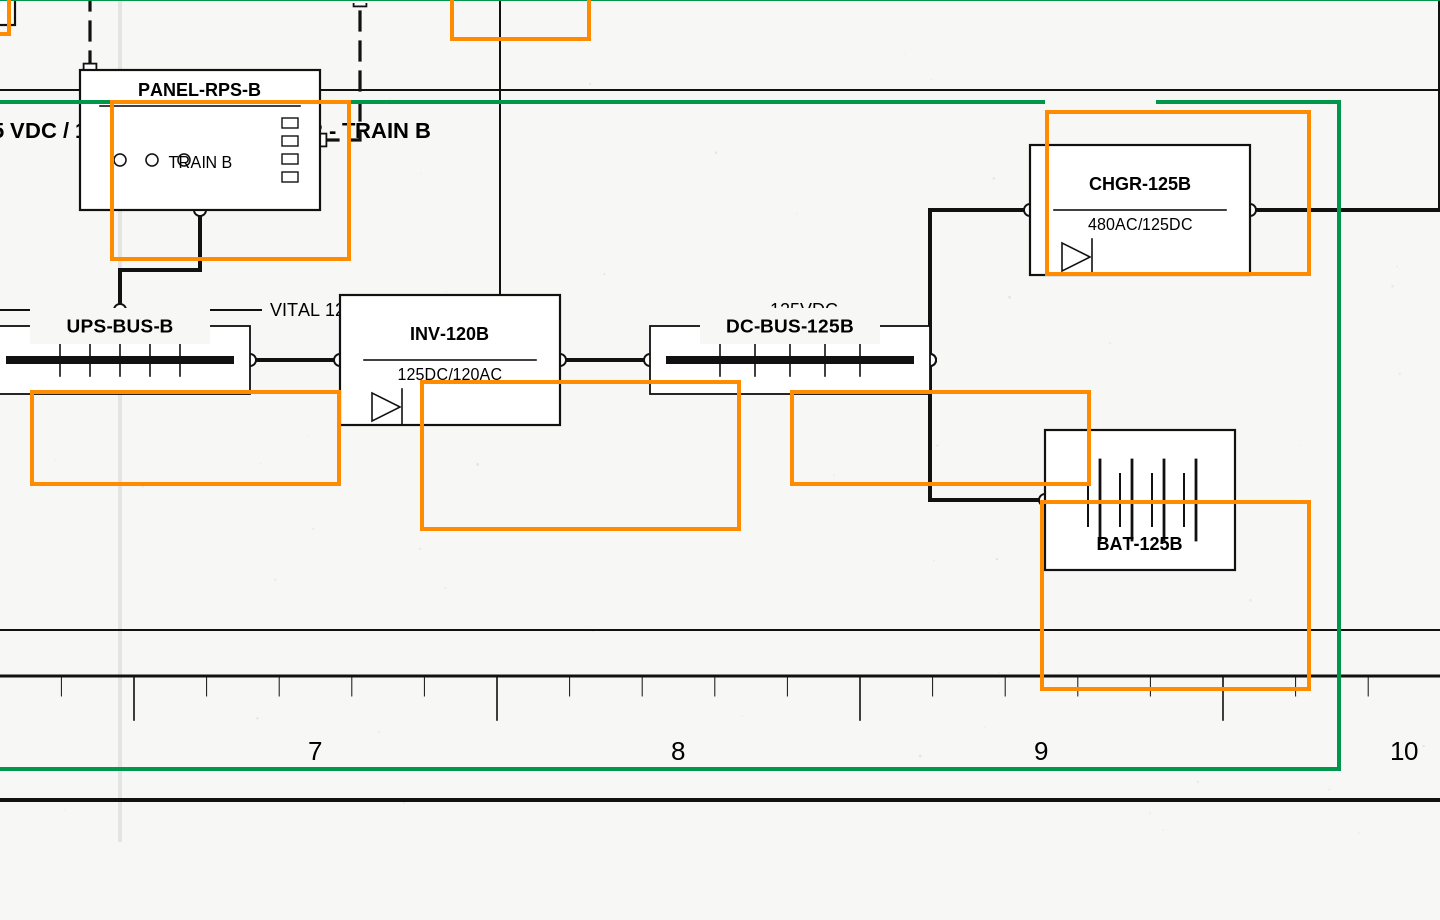 PANEL-RPS-B
5 VDC / 1
- TRAIN B
TRAIN B
CHGR-125B
480AC/125DC
VITAL 12
125VDC
UPS-BUS-B
INV-120B
DC-BUS-125B
125DC/120AC
BAT-125B
7 8 9 10